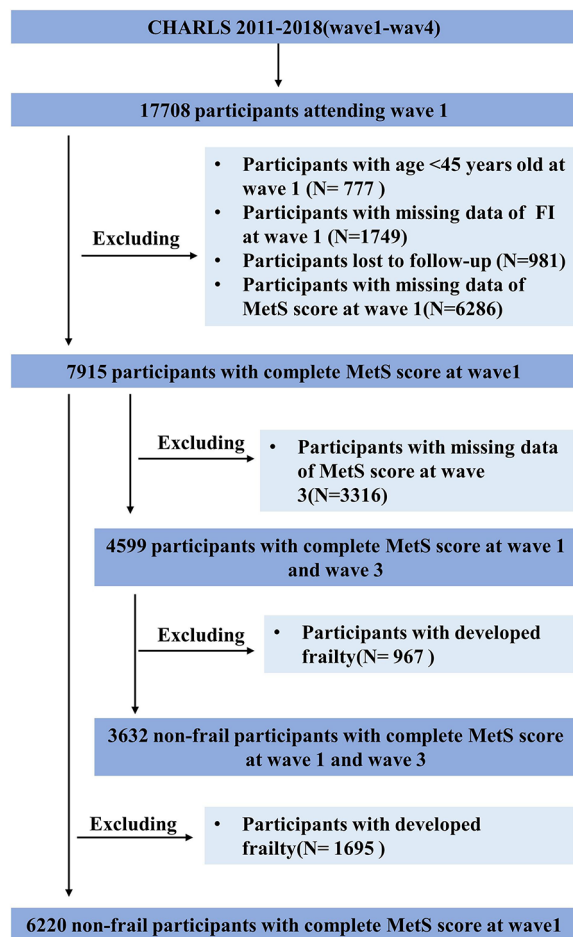 CHARLS 2011-2018(wave1-wav4)
17708 participants attending wave 1
Excluding
• Participants with age <45 years old at
wave 1 (N= 777 )
• Participants with missing data of FI
at wave 1 (N=1749)
• Participants lost to follow-up (N=981)
• Participants with missing data of
MetS score at wave 1(N=6286)
7915 participants with complete MetS score at wave1
Excluding
• Participants with missing data
of MetS score at wave
3(N=3316)
4599 participants with complete MetS score at wave 1
and wave 3
Excluding
• Participants with developed
frailty(N= 967 )
3632 non-frail participants with complete MetS score
at wave 1 and wave 3
Excluding
• Participants with developed
frailty(N= 1695 )
6220 non-frail participants with complete MetS score at wave1